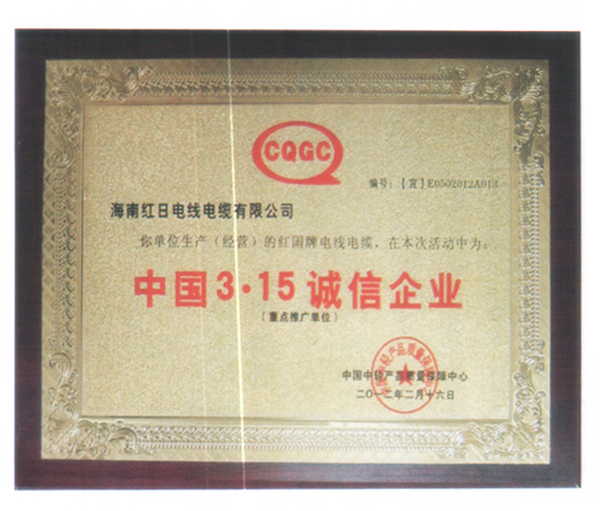 CQGC
编号：【宣】E0502012A013
海南红日电线电缆有限公司
你单位生产（经营）的红国牌电线电缆，在本次活动中为：
中国3·15诚信企业
（重点推广单位）
中国中轻产品质量保障中心
二〇一二年二月十六日